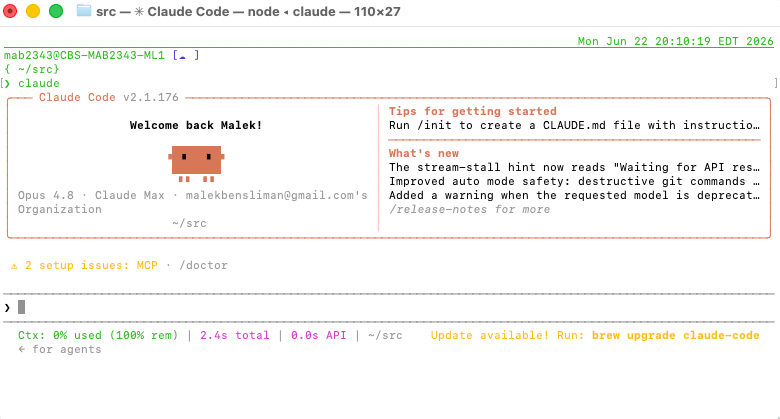 src — ✳ Claude Code — node ◂ claude — 110×27
Mon Jun 22 20:10:19 EDT 2026
mab2343@CBS-MAB2343-ML1 [☁ ]
{ ~/src}
[❯ claude ]
Claude Code v2.1.176
Welcome back Malek!
Opus 4.8 · Claude Max · malekbensliman@gmail.com's
Organization
~/src
Tips for getting started
Run /init to create a CLAUDE.md file with instructio…
What's new
The stream-stall hint now reads "Waiting for API res…
Improved auto mode safety: destructive git commands …
Added a warning when the requested model is deprecat…
/release-notes for more
⚠ 2 setup issues: MCP · /doctor
❯
Ctx: 0% used (100% rem) | 2.4s total | 0.0s API | ~/src Update available! Run: brew upgrade claude-code
← for agents